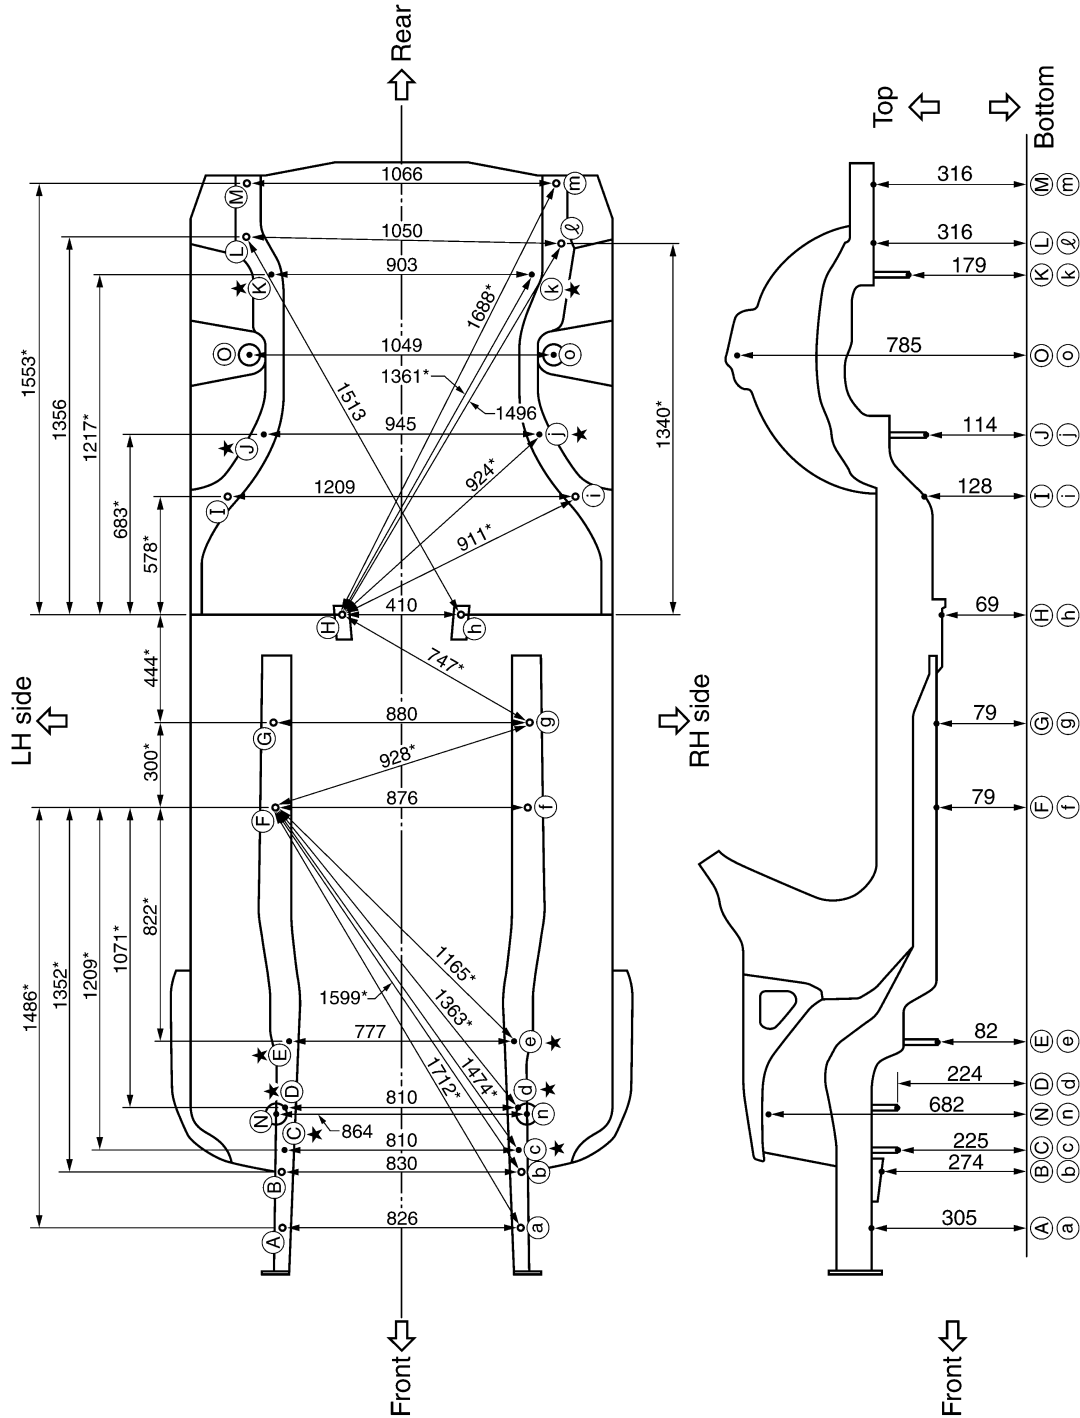 Rear
Front
LH side
RH side
1553*
1356
1217*
683*
578*
444*
300*
1486*
1352*
1209*
1071*
822*
1340*
1066
1050
903
1049
945
1209
410
880
876
777
810
864
810
830
826
1688*
1361*
1496
1513
924*
911*
747*
928*
1165*
1363*
1474*
1599*
1712*
M
m
L
ℓ
★ K
k ★
O
o
★ J
j ★
I
i
H
h
G
g
F
f
★ E
e ★
★ D
d ★
N
n
C ★
c ★
B
b
A
a
Top
Bottom
Front
316 M m
316 L ℓ
179 K k
785 O o
114 J j
128 I i
69 H h
79 G g
79 F f
82 E e
224 D d
682 N n
225 C c
274 B b
305 A a